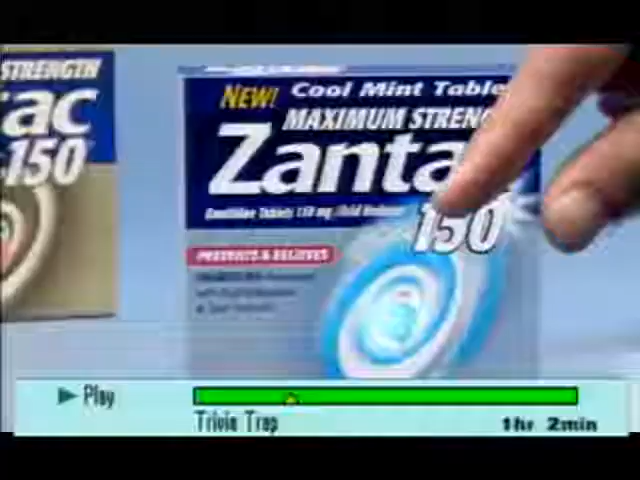 STRENGTH
ac
150
NEW! Cool Mint Table
MAXIMUM STRENG
Zanta
150
PREVENTS & RELIEVES
Play
Trivia Trap
1hr 2min